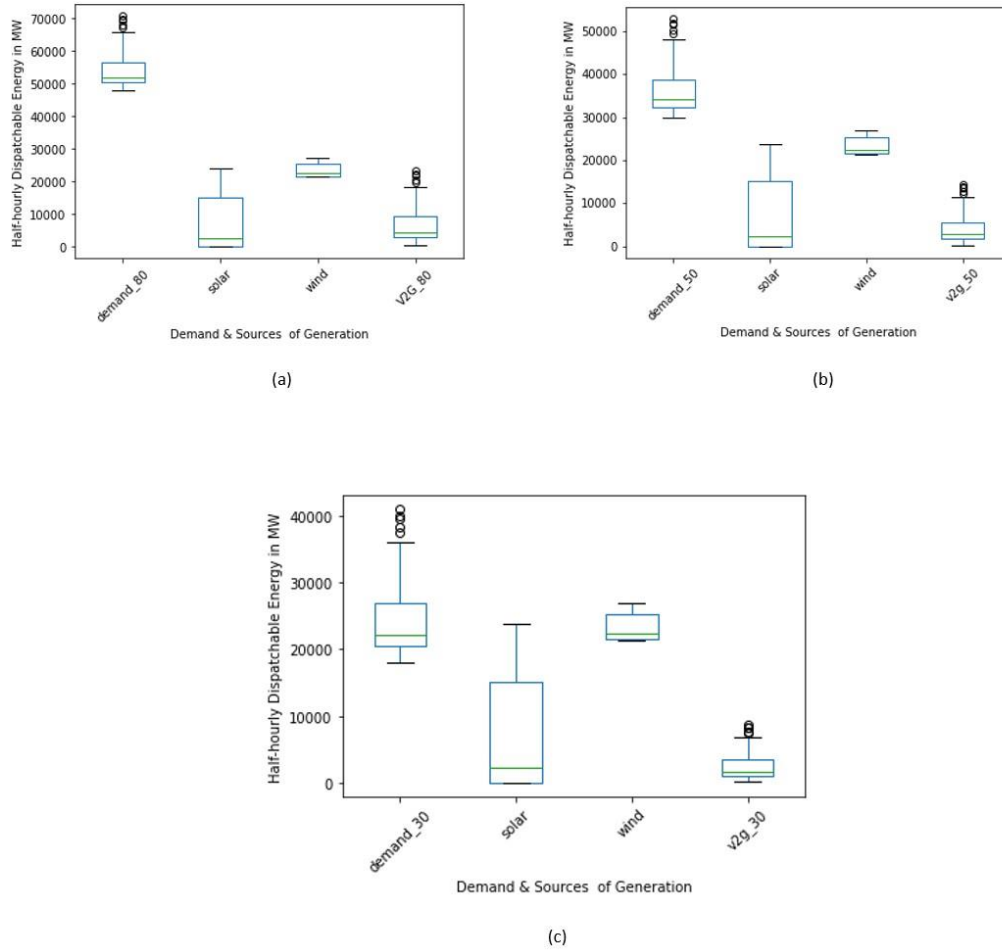 Half-hourly Dispatchable Energy in MW
70000
60000
50000
40000
30000
20000
10000
0
demand_80
solar
wind
V2G_80
Demand & Sources of Generation
(a)
Half-hourly Dispatchable Energy in MW
50000
40000
30000
20000
10000
0
demand_50
solar
wind
v2g_50
Demand & Sources of Generation
(b)
Half-hourly Dispatchable Energy in MW
40000
30000
20000
10000
0
demand_30
solar
wind
v2g_30
Demand & Sources of Generation
(c)